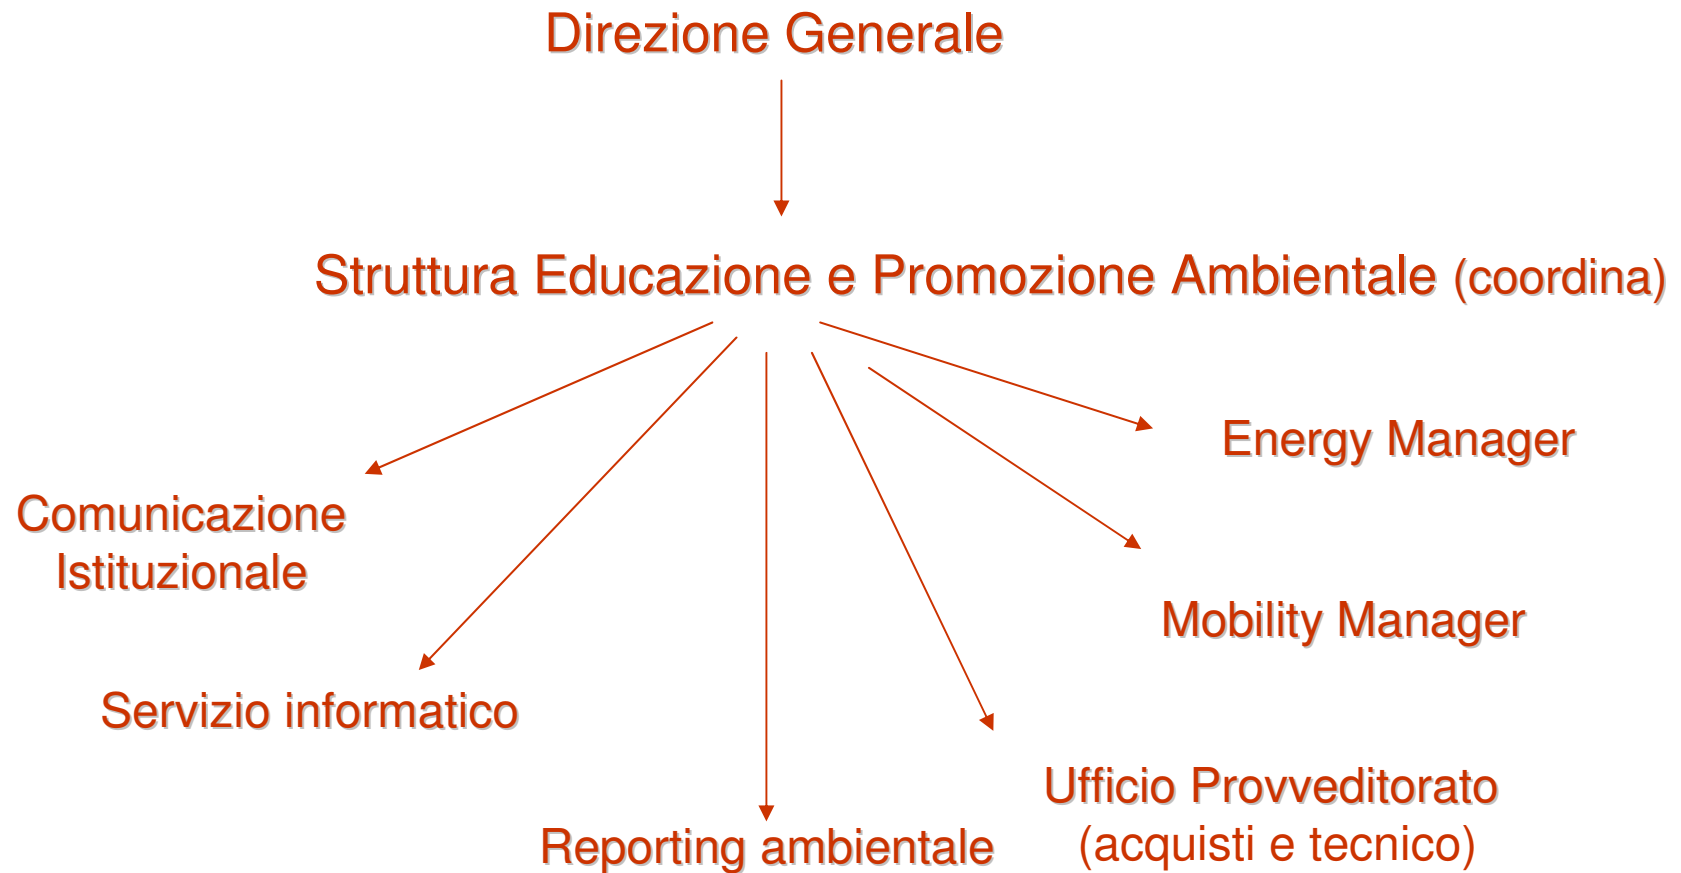 Direzione Generale
Struttura Educazione e Promozione Ambientale (coordina)
Energy Manager
Comunicazione
Istituzionale
Mobility Manager
Servizio informatico
Ufficio Provveditorato
(acquisti e tecnico)
Reporting ambientale